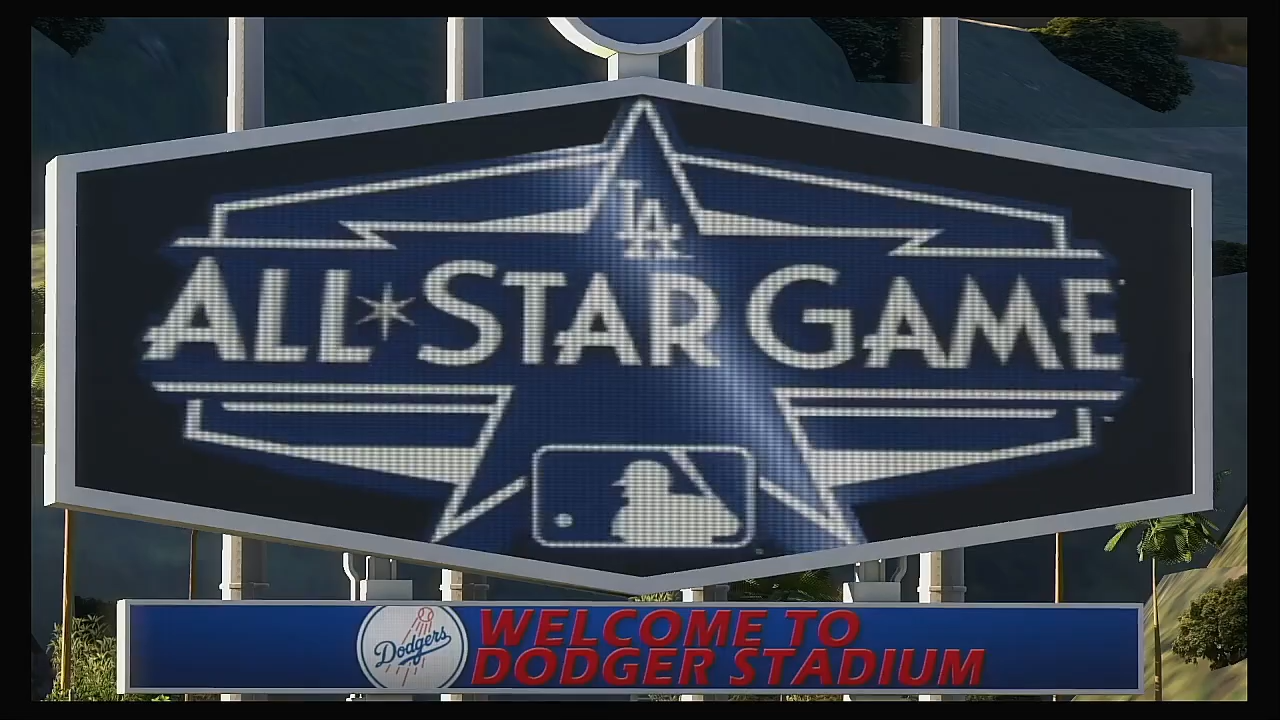 LA
ALL*STAR GAME
Dodgers
WELCOME TO
DODGER STADIUM